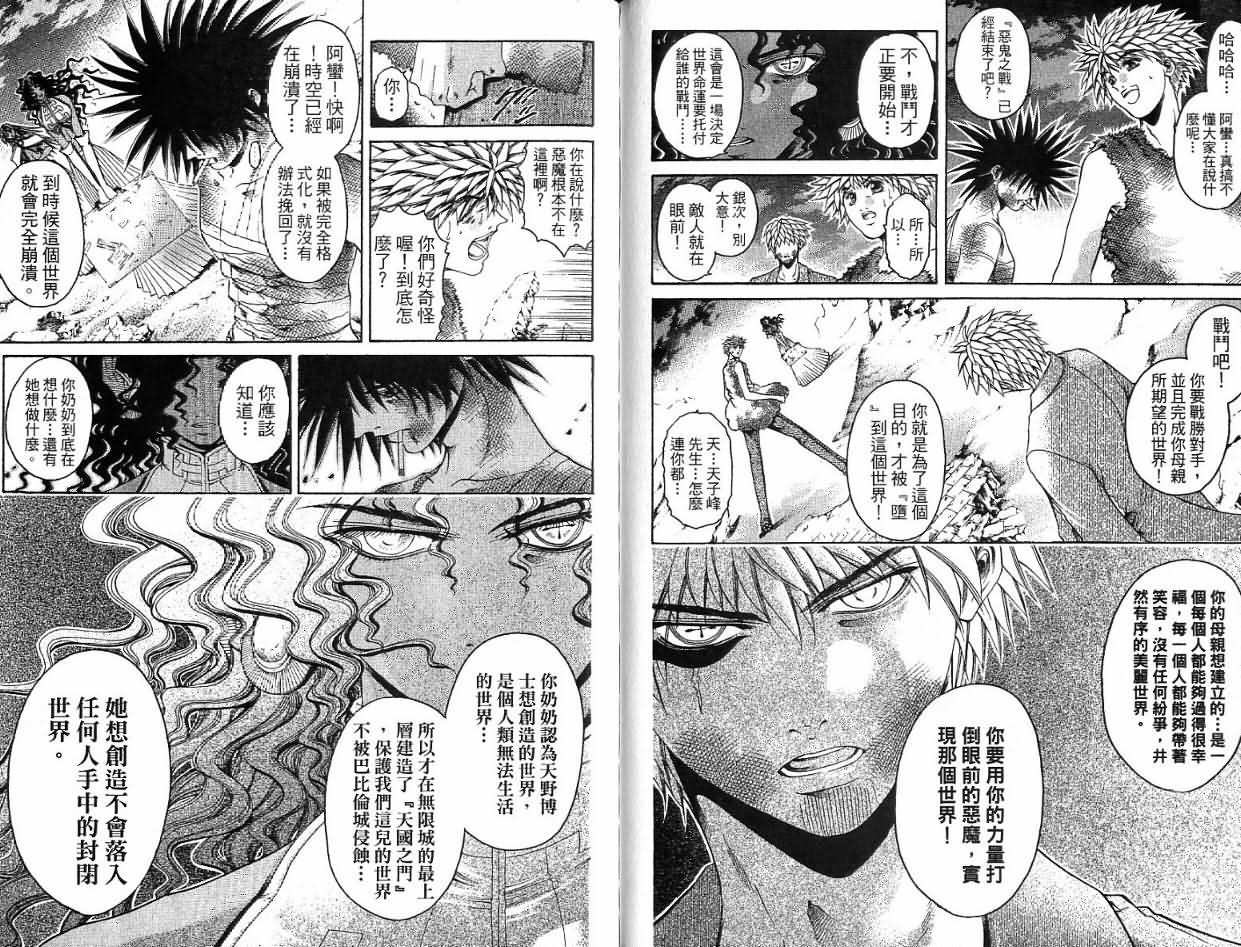 哈哈哈…
阿蠻…真搞不
懂大家在說什
麼呢…
『惡鬼之戰』已
經結束了吧？
不，戰鬥才
正要開始…
這會是一場決定
世界命運要托付
給誰的戰鬥……
所…所
以…
銀次，別
大意！
敵人就在
眼前！
戰鬥吧！
你要戰勝對手，
並且完成你母親
所期望的世界！
你就是為了這個
目的，才被『墮
』到這個世界！
天…天子峰
先生…怎麼
連你都…
你的母親想建立的…是一
個每個人都能夠過得很幸
福，每一個人都能夠帶著
笑容，沒有任何紛爭，井
然有序的美麗世界。
你要用你的力量打
倒眼前的惡魔，實
現那個世界！
你…
你在說什麼？
惡魔根本不在
這裡啊？
你們好奇怪
喔！到底怎
麼了？
阿蠻！快啊
！時空已經
在崩潰了…
如果被完全格
式化，就沒有
辦法挽回了…
到時候這個世界
就會完全崩潰。
你應該
知道…
你奶奶到底在
想什麼…還有
她想做什麼。
你奶奶認為天野博
士想創造的世界，
是個人類無法生活
的世界…
所以才在無限城的最上
層建造了『天國之門』
，保護我們這兒的世界
不被巴比倫城侵蝕…
她想創造不會落入
任何人手中的封閉
世界。